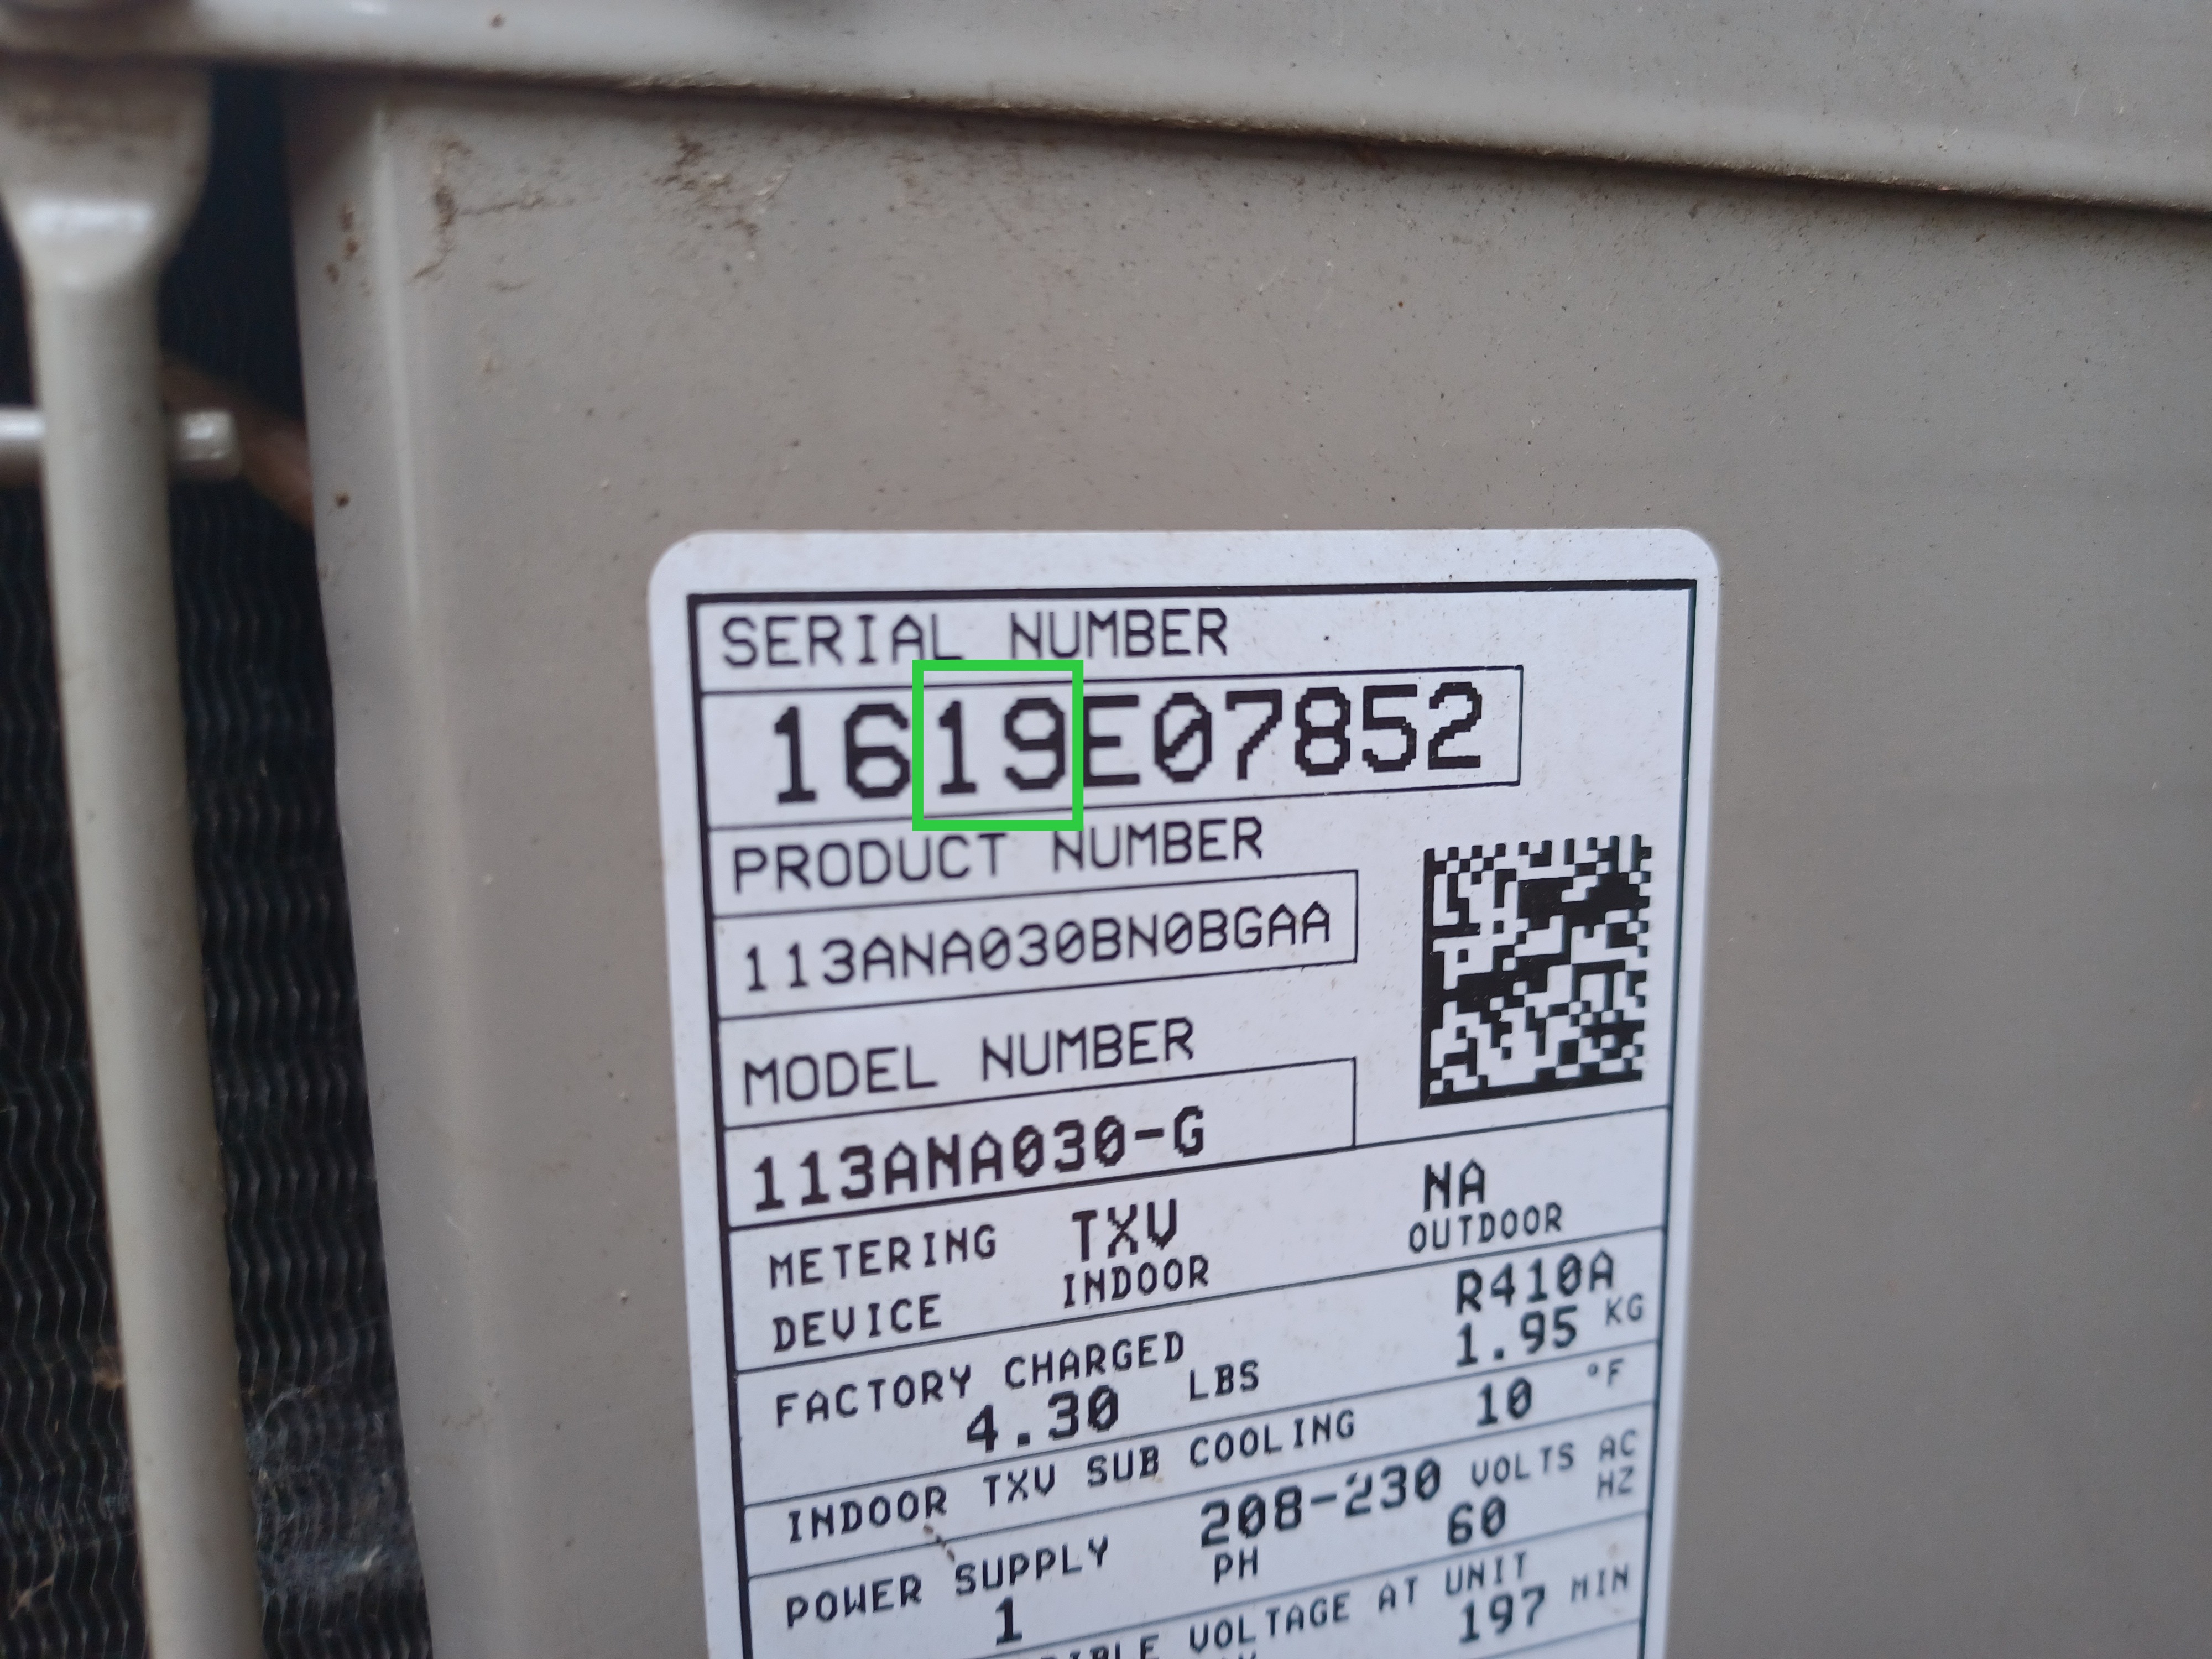 SERIAL NUMBER
1619E07852
PRODUCT NUMBER
113ANA030BN0BGAA
MODEL NUMBER
113ANA030-G
METERING DEVICE TXV INDOOR NA OUTDOOR
FACTORY CHARGED R410A
4.30 LBS 1.95 KG
INDOOR TXV SUB COOLING 10 °F
POWER SUPPLY 208-230 VOLTS AC
1 PH 60 HZ
VOLTAGE AT UNIT
197 MIN